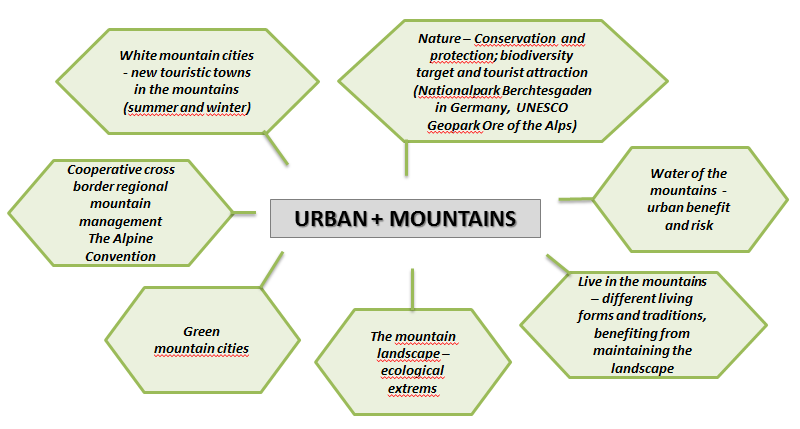 White mountain cities
- new touristic towns
in the mountains
(summer and winter)
Nature – Conservation and
protection; biodiversity
target and tourist attraction
(Nationalpark Berchtesgaden
in Germany, UNESCO
Geopark Ore of the Alps)
Cooperative cross
border regional
mountain
management
The Alpine
Convention
URBAN + MOUNTAINS
Water of the
mountains -
urban benefit
and risk
Green
mountain cities
The mountain
landscape –
ecological
extrems
Live in the mountains
– different living
forms and traditions,
benefiting from
maintaining the
landscape